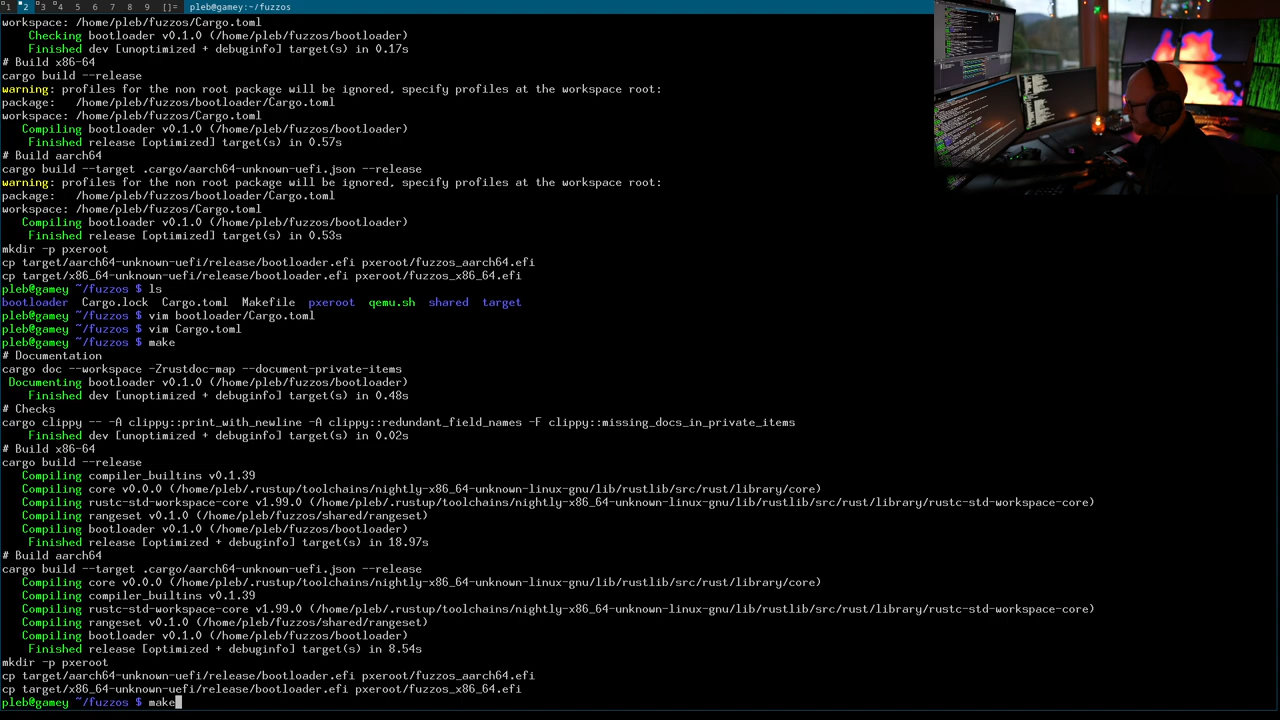 1 2 3 4 5 6 7 8 9 []= pleb@gamey:~/fuzzos
workspace: /home/pleb/fuzzos/Cargo.toml
Checking bootloader v0.1.0 (/home/pleb/fuzzos/bootloader)
Finished dev [unoptimized + debuginfo] target(s) in 0.17s
# Build x86-64
cargo build --release
warning: profiles for the non root package will be ignored, specify profiles at the workspace root:
package:   /home/pleb/fuzzos/bootloader/Cargo.toml
workspace: /home/pleb/fuzzos/Cargo.toml
Compiling bootloader v0.1.0 (/home/pleb/fuzzos/bootloader)
Finished release [optimized] target(s) in 0.57s
# Build aarch64
cargo build --target .cargo/aarch64-unknown-uefi.json --release
warning: profiles for the non root package will be ignored, specify profiles at the workspace root:
package:   /home/pleb/fuzzos/bootloader/Cargo.toml
workspace: /home/pleb/fuzzos/Cargo.toml
Compiling bootloader v0.1.0 (/home/pleb/fuzzos/bootloader)
Finished release [optimized] target(s) in 0.53s
mkdir -p pxeroot
cp target/aarch64-unknown-uefi/release/bootloader.efi pxeroot/fuzzos_aarch64.efi
cp target/x86_64-unknown-uefi/release/bootloader.efi pxeroot/fuzzos_x86_64.efi
pleb@gamey ~/fuzzos $ ls
bootloader  Cargo.lock  Cargo.toml  Makefile  pxeroot  qemu.sh  shared  target
pleb@gamey ~/fuzzos $ vim bootloader/Cargo.toml
pleb@gamey ~/fuzzos $ vim Cargo.toml
pleb@gamey ~/fuzzos $ make
# Documentation
cargo doc --workspace -Zrustdoc-map --document-private-items
Documenting bootloader v0.1.0 (/home/pleb/fuzzos/bootloader)
Finished dev [unoptimized + debuginfo] target(s) in 0.48s
# Checks
cargo clippy -- -A clippy::print_with_newline -A clippy::redundant_field_names -F clippy::missing_docs_in_private_items
Finished dev [unoptimized + debuginfo] target(s) in 0.02s
# Build x86-64
cargo build --release
Compiling compiler_builtins v0.1.39
Compiling core v0.0.0 (/home/pleb/.rustup/toolchains/nightly-x86_64-unknown-linux-gnu/lib/rustlib/src/rust/library/core)
Compiling rustc-std-workspace-core v1.99.0 (/home/pleb/.rustup/toolchains/nightly-x86_64-unknown-linux-gnu/lib/rustlib/src/rust/library/rustc-std-workspace-core)
Compiling rangeset v0.1.0 (/home/pleb/fuzzos/shared/rangeset)
Compiling bootloader v0.1.0 (/home/pleb/fuzzos/bootloader)
Finished release [optimized + debuginfo] target(s) in 18.97s
# Build aarch64
cargo build --target .cargo/aarch64-unknown-uefi.json --release
Compiling core v0.0.0 (/home/pleb/.rustup/toolchains/nightly-x86_64-unknown-linux-gnu/lib/rustlib/src/rust/library/core)
Compiling compiler_builtins v0.1.39
Compiling rustc-std-workspace-core v1.99.0 (/home/pleb/.rustup/toolchains/nightly-x86_64-unknown-linux-gnu/lib/rustlib/src/rust/library/rustc-std-workspace-core)
Compiling rangeset v0.1.0 (/home/pleb/fuzzos/shared/rangeset)
Compiling bootloader v0.1.0 (/home/pleb/fuzzos/bootloader)
Finished release [optimized + debuginfo] target(s) in 8.54s
mkdir -p pxeroot
cp target/aarch64-unknown-uefi/release/bootloader.efi pxeroot/fuzzos_aarch64.efi
cp target/x86_64-unknown-uefi/release/bootloader.efi pxeroot/fuzzos_x86_64.efi
pleb@gamey ~/fuzzos $ make